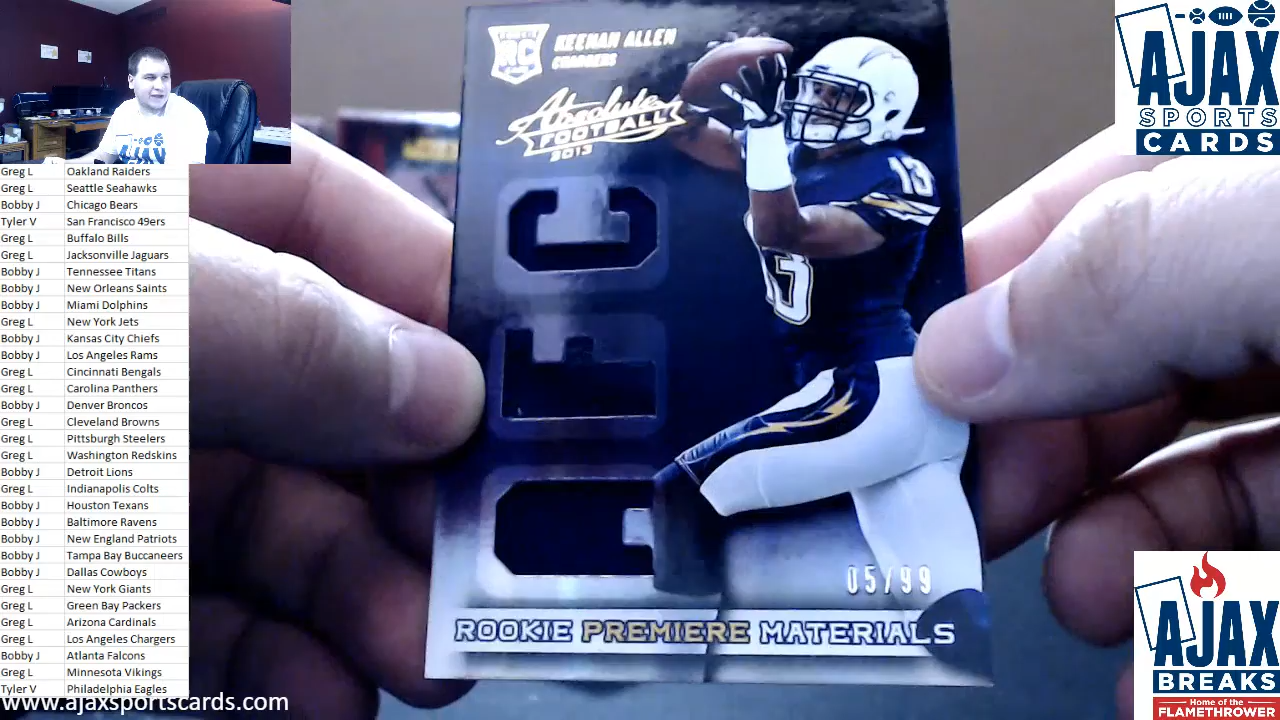 KEENAN ALLEN
CHARGERS
ROOKIE
RC
Absolute
FOOTBALL
2013
13
13
AFC
05/99
ROOKIE PREMIERE MATERIALS
AJAX
SPORTS
CARDS
AJAX
BREAKS
Home of the
FLAMETHROWER
AJAX
Greg L Oakland Raiders
Greg L Seattle Seahawks
Bobby J Chicago Bears
Tyler V San Francisco 49ers
Greg L Buffalo Bills
Greg L Jacksonville Jaguars
Bobby J Tennessee Titans
Bobby J New Orleans Saints
Bobby J Miami Dolphins
Greg L New York Jets
Bobby J Kansas City Chiefs
Bobby J Los Angeles Rams
Greg L Cincinnati Bengals
Greg L Carolina Panthers
Bobby J Denver Broncos
Greg L Cleveland Browns
Greg L Pittsburgh Steelers
Greg L Washington Redskins
Bobby J Detroit Lions
Greg L Indianapolis Colts
Bobby J Houston Texans
Bobby J Baltimore Ravens
Bobby J New England Patriots
Bobby J Tampa Bay Buccaneers
Bobby J Dallas Cowboys
Greg L New York Giants
Greg L Green Bay Packers
Greg L Arizona Cardinals
Greg L Los Angeles Chargers
Bobby J Atlanta Falcons
Greg L Minnesota Vikings
Tyler V Philadelphia Eagles
www.ajaxsportscards.com